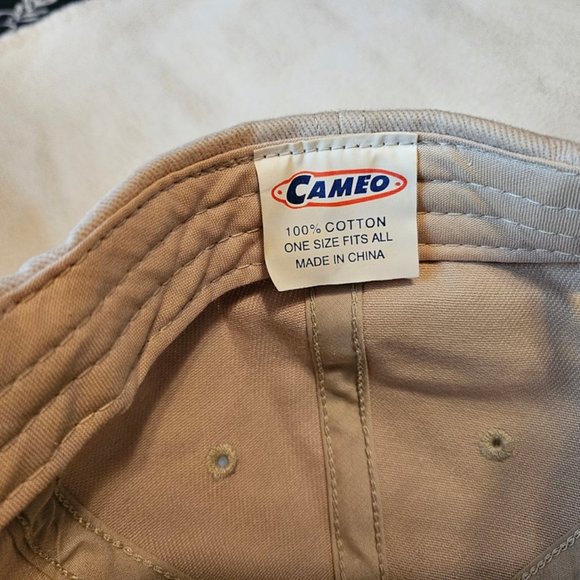 CAMEO
100% COTTON
ONE SIZE FITS ALL
MADE IN CHINA